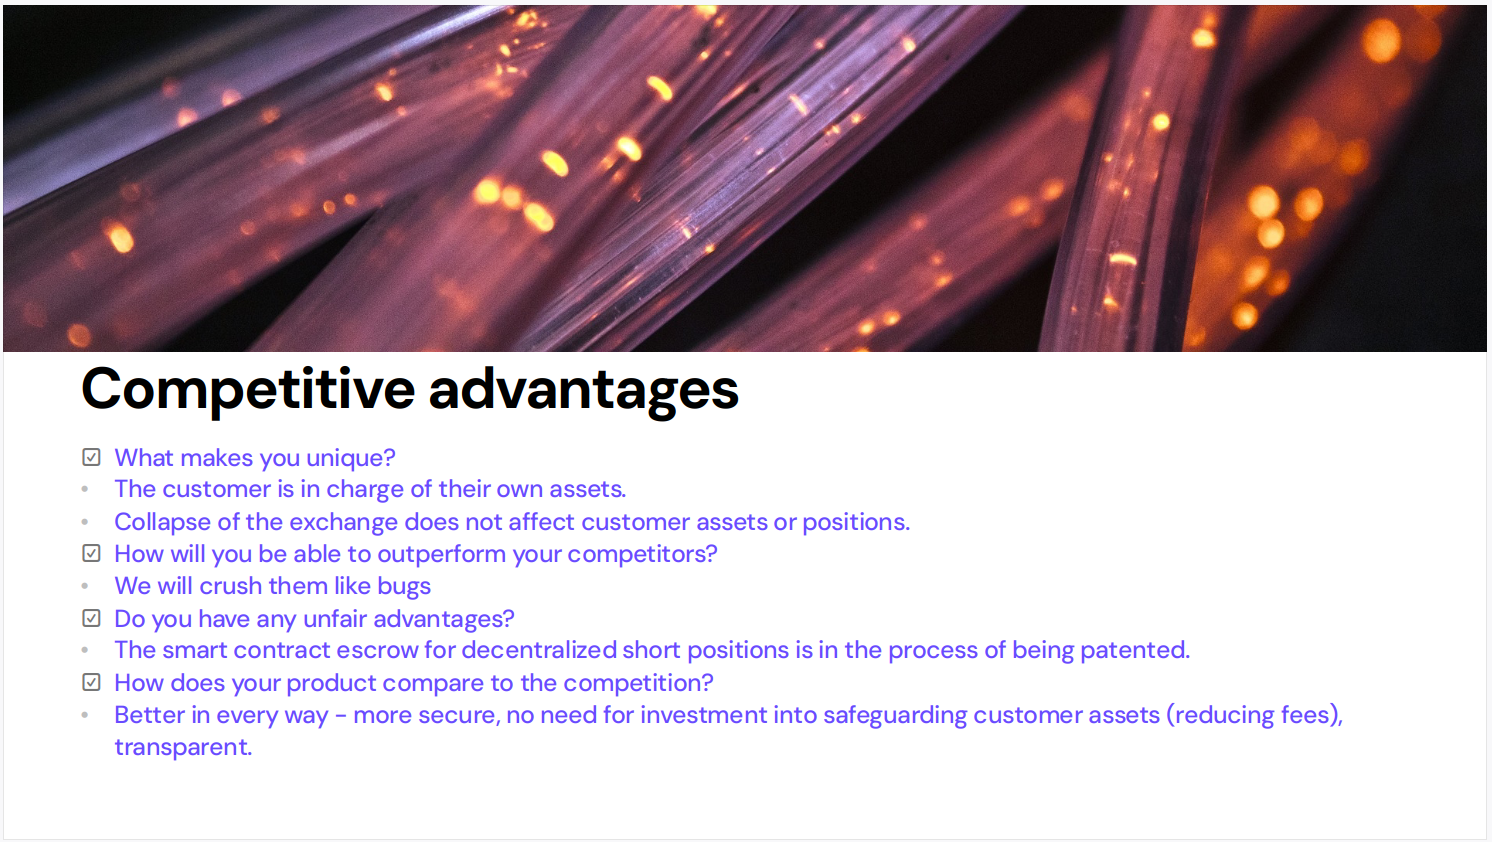 Competitive advantages
What makes you unique?
The customer is in charge of their own assets.
Collapse of the exchange does not affect customer assets or positions.
How will you be able to outperform your competitors?
We will crush them like bugs
Do you have any unfair advantages?
The smart contract escrow for decentralized short positions is in the process of being patented.
How does your product compare to the competition?
Better in every way – more secure, no need for investment into safeguarding customer assets (reducing fees),
transparent.